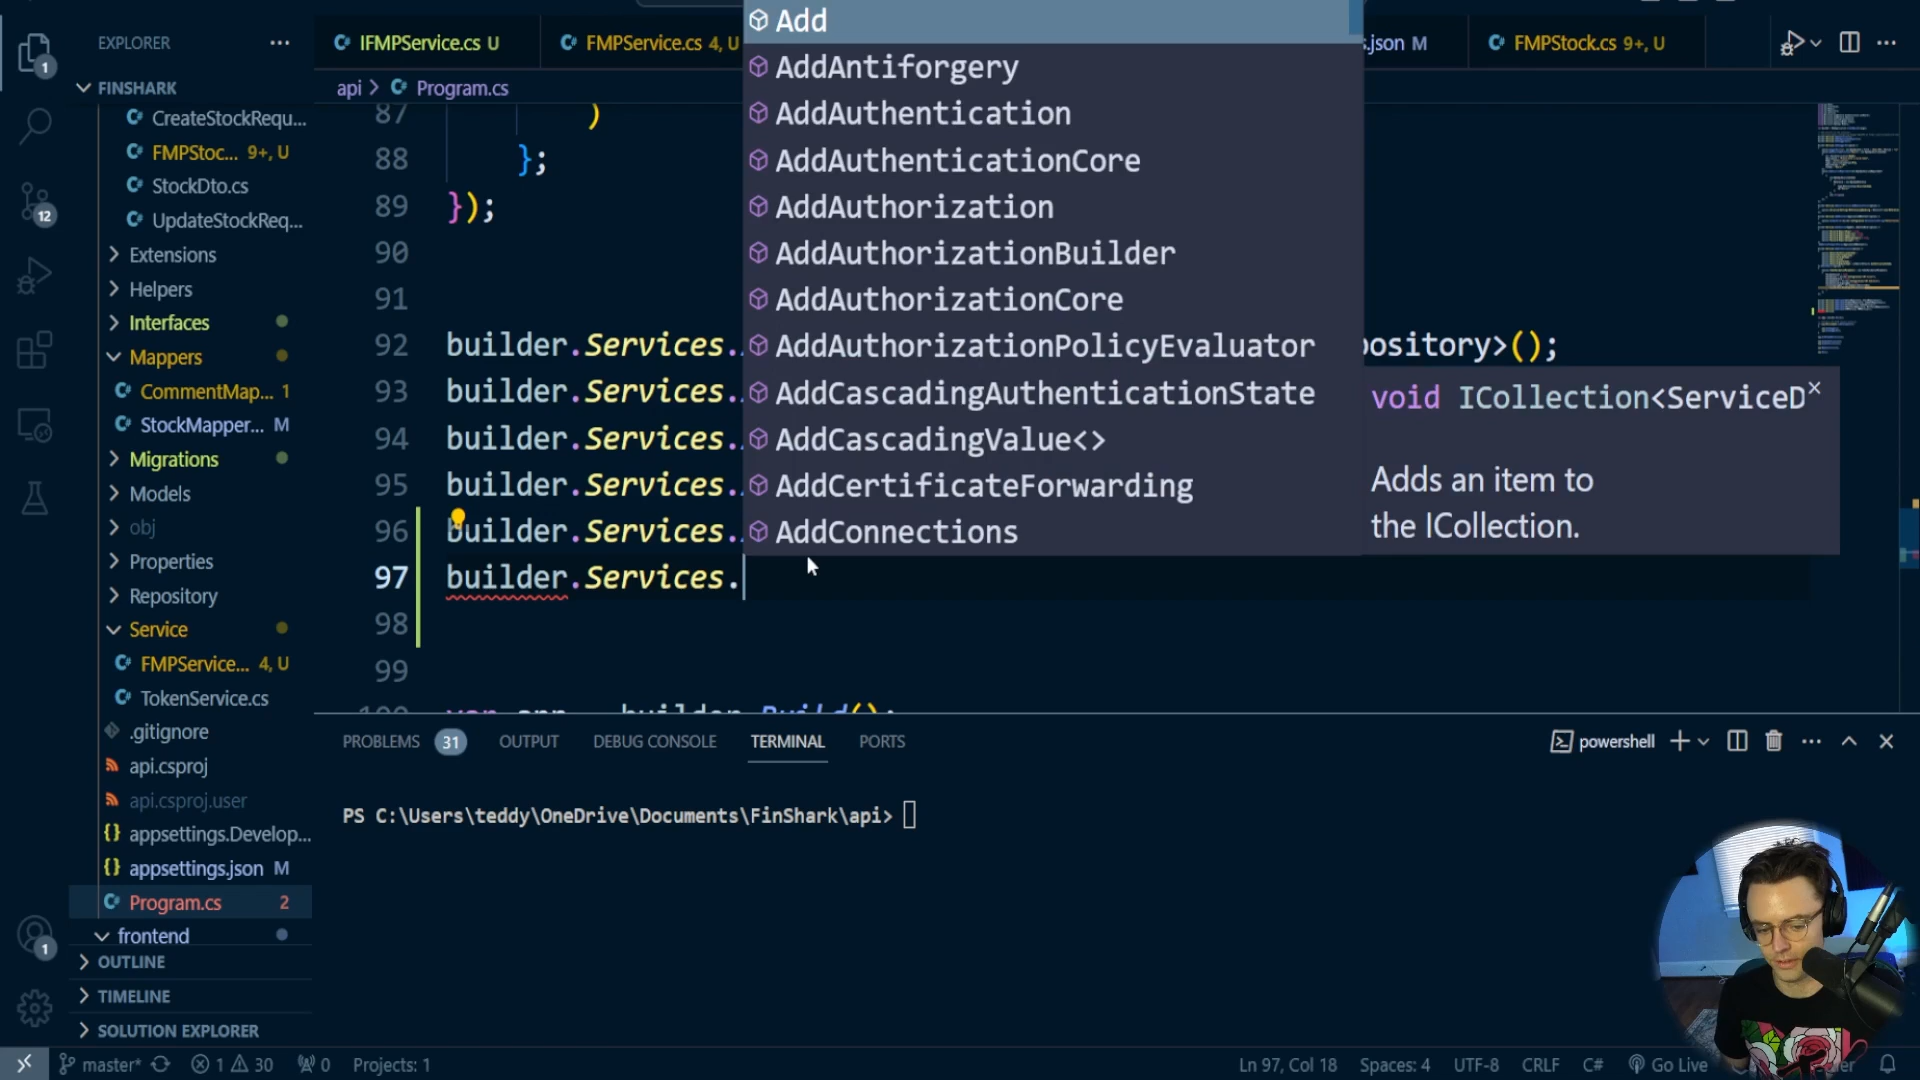 EXPLORER
FINSHARK
CreateStockRequ...
FMPStoc... 9+, U
StockDto.cs
UpdateStockReq...
Extensions
Helpers
Interfaces
Mappers
CommentMap... 1
StockMapper... M
Migrations
Models
obj
Properties
Repository
Service
FMPService... 4, U
TokenService.cs
.gitignore
api.csproj
api.csproj.user
appsettings.Develop...
appsettings.json M
Program.cs 2
frontend
OUTLINE
TIMELINE
SOLUTION EXPLORER
1
12
1
IFMPService.cs U
FMPService.cs 4, U
.json M
FMPStock.cs 9+, U
api > Program.cs
87 )
88 };
89 });
90
91
92 builder.Services. pository>();
93 builder.Services.
94 builder.Services.
95 builder.Services.
96 builder.Services.
97 builder.Services.
98
99
Add
AddAntiforgery
AddAuthentication
AddAuthenticationCore
AddAuthorization
AddAuthorizationBuilder
AddAuthorizationCore
AddAuthorizationPolicyEvaluator
AddCascadingAuthenticationState
AddCascadingValue<>
AddCertificateForwarding
AddConnections
void ICollection<ServiceD
Adds an item to
the ICollection.
PROBLEMS 31 OUTPUT DEBUG CONSOLE TERMINAL PORTS
powershell
PS C:\Users\teddy\OneDrive\Documents\FinShark\api>
master* 1 30 0 Projects: 1
Ln 97, Col 18 Spaces: 4 UTF-8 CRLF C# Go Live